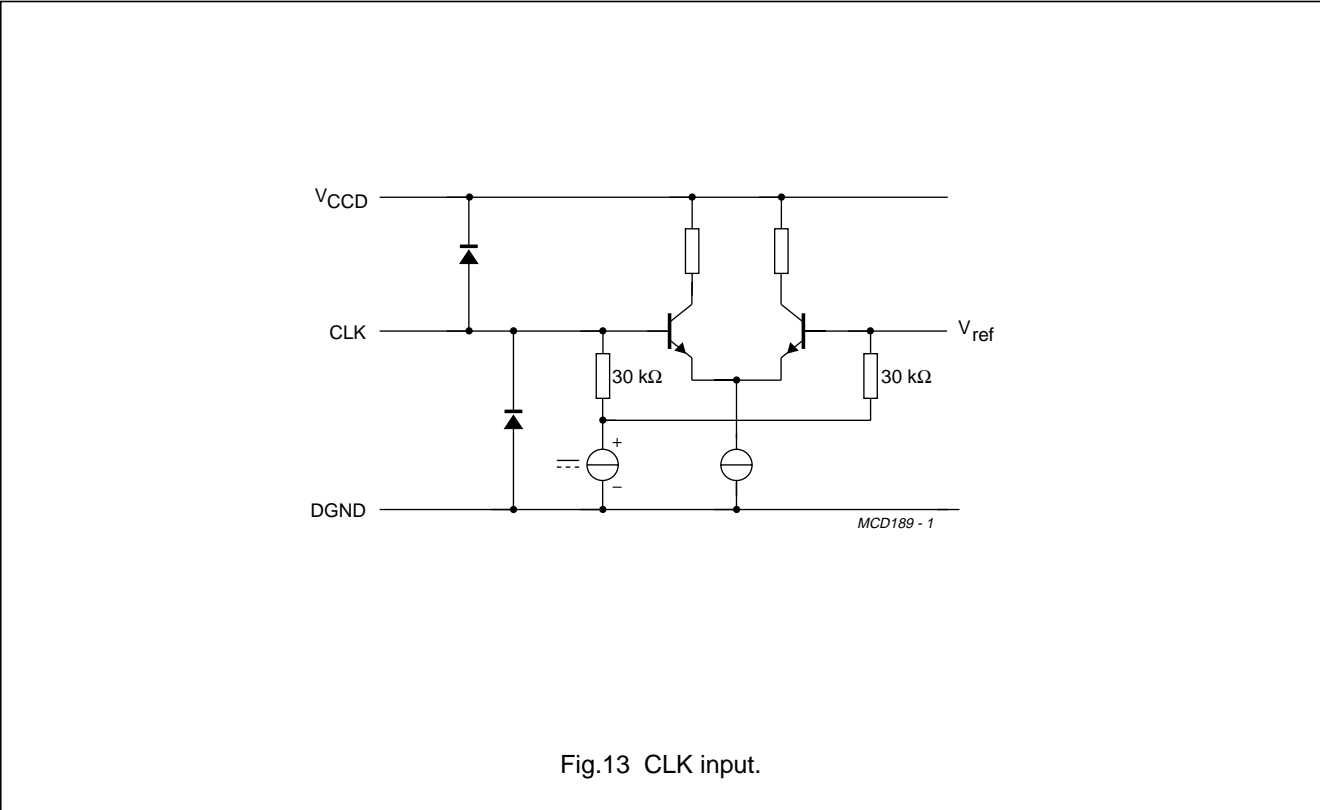 VCCD
CLK
Vref
30 kΩ
30 kΩ
+
−
DGND
MCD189 - 1
Fig.13 CLK input.